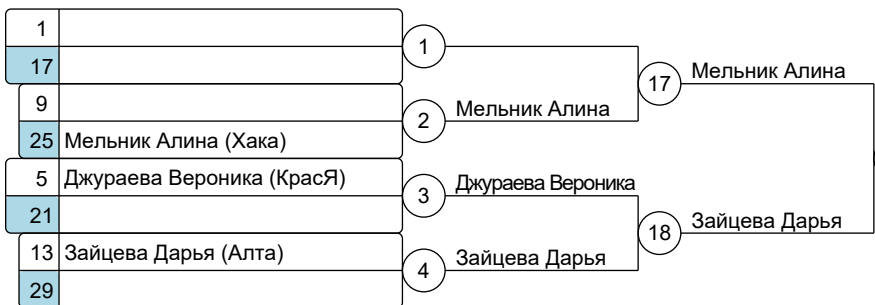 1
1
17
17
Мельник Алина
9
2
Мельник Алина
25 Мельник Алина (Хака)
5 Джураева Вероника (КрасЯ)
3
Джураева Вероника
21
18
Зайцева Дарья
13 Зайцева Дарья (Алта)
4
Зайцева Дарья
29